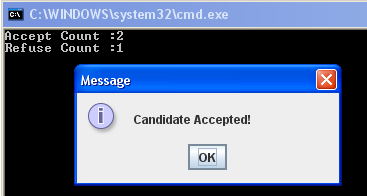 C:\WINDOWS\system32\cmd.exe
Accept Count :2
Refuse Count :1
Message
Candidate Accepted!
OK